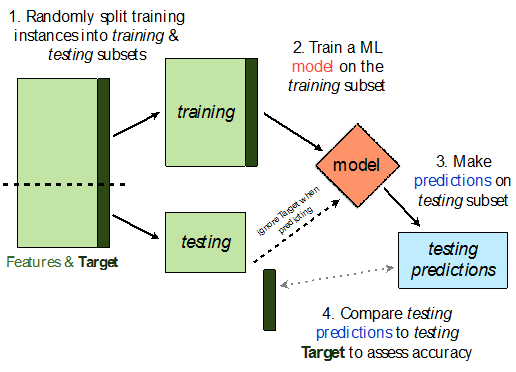 1. Randomly split training
instances into training &
testing subsets
2. Train a ML
model on the
training subset
training
model
3. Make
predictions on
testing subset
Ignore Target when
predicting
testing
testing
predictions
Features & Target
4. Compare testing
predictions to testing
Target to assess accuracy